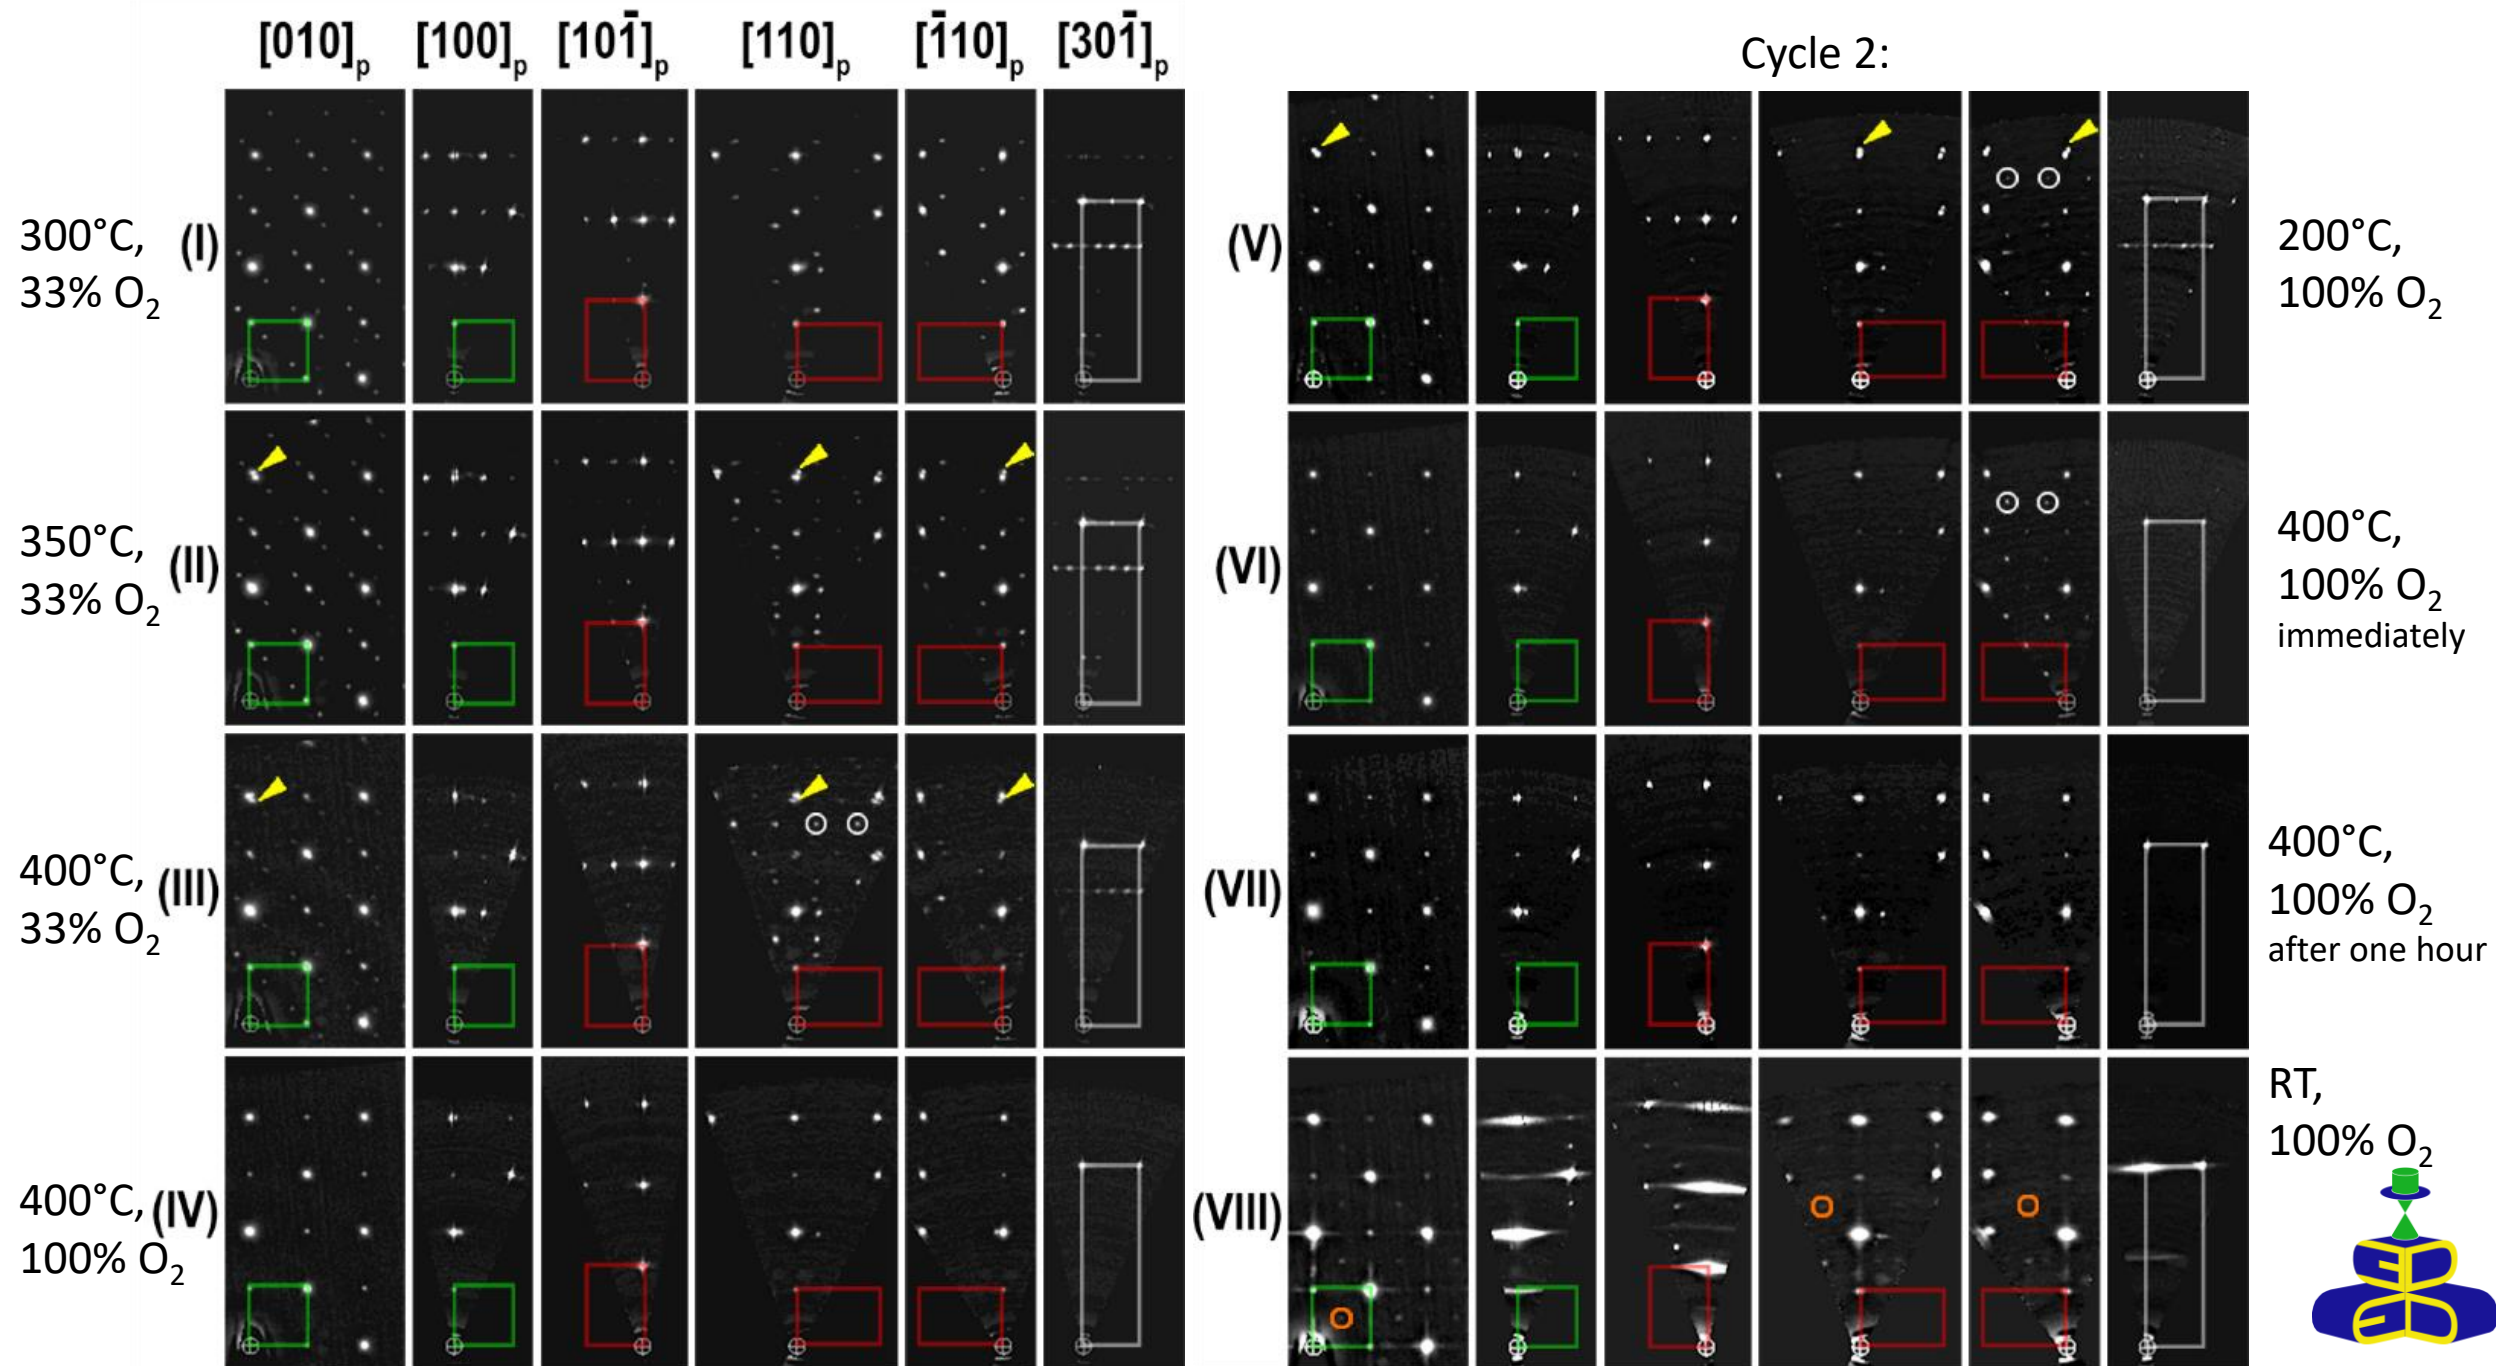 [010]p [100]p [101̄]p [110]p [1̄10]p [301̄]p
Cycle 2:
300°C,
33% O₂
(I)
350°C,
33% O₂
(II)
400°C,
33% O₂
(III)
400°C,
100% O₂
(IV)
(V)
200°C,
100% O₂
(VI)
400°C,
100% O₂
immediately
(VII)
400°C,
100% O₂
after one hour
(VIII)
RT,
100% O₂